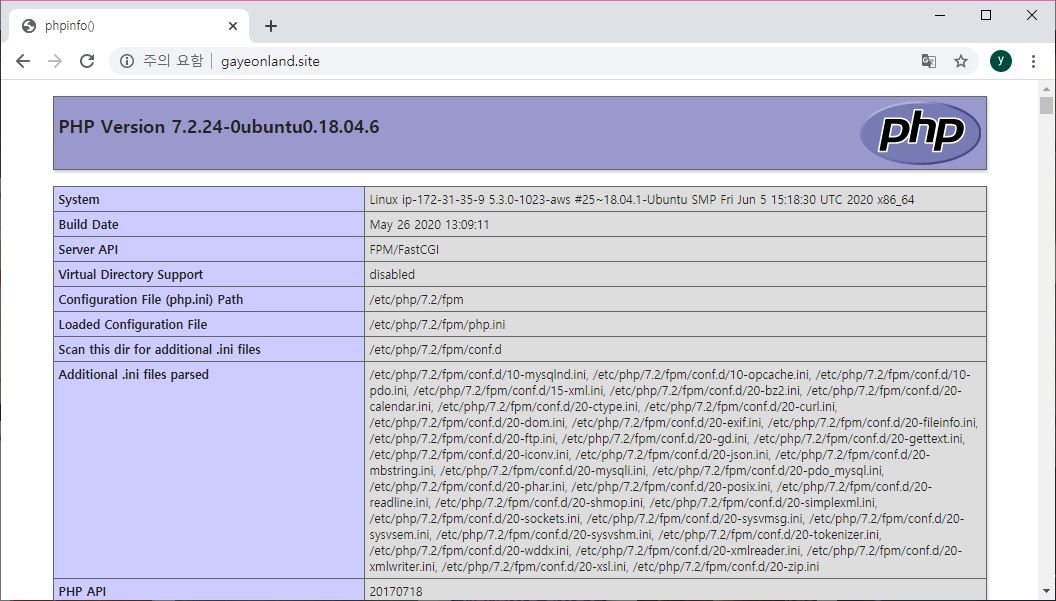 phpinfo()
주의 요함 | gayeonland.site
y
PHP Version 7.2.24-0ubuntu0.18.04.6
php
System Linux ip-172-31-35-9 5.3.0-1023-aws #25~18.04.1-Ubuntu SMP Fri Jun 5 15:18:30 UTC 2020 x86_64
Build Date May 26 2020 13:09:11
Server API FPM/FastCGI
Virtual Directory Support disabled
Configuration File (php.ini) Path /etc/php/7.2/fpm
Loaded Configuration File /etc/php/7.2/fpm/php.ini
Scan this dir for additional .ini files /etc/php/7.2/fpm/conf.d
Additional .ini files parsed /etc/php/7.2/fpm/conf.d/10-mysqlnd.ini, /etc/php/7.2/fpm/conf.d/10-opcache.ini, /etc/php/7.2/fpm/conf.d/10-
pdo.ini, /etc/php/7.2/fpm/conf.d/15-xml.ini, /etc/php/7.2/fpm/conf.d/20-bz2.ini, /etc/php/7.2/fpm/conf.d/20-
calendar.ini, /etc/php/7.2/fpm/conf.d/20-ctype.ini, /etc/php/7.2/fpm/conf.d/20-curl.ini,
/etc/php/7.2/fpm/conf.d/20-dom.ini, /etc/php/7.2/fpm/conf.d/20-exif.ini, /etc/php/7.2/fpm/conf.d/20-fileinfo.ini,
/etc/php/7.2/fpm/conf.d/20-ftp.ini, /etc/php/7.2/fpm/conf.d/20-gd.ini, /etc/php/7.2/fpm/conf.d/20-gettext.ini,
/etc/php/7.2/fpm/conf.d/20-iconv.ini, /etc/php/7.2/fpm/conf.d/20-json.ini, /etc/php/7.2/fpm/conf.d/20-
mbstring.ini, /etc/php/7.2/fpm/conf.d/20-mysqli.ini, /etc/php/7.2/fpm/conf.d/20-pdo_mysql.ini,
/etc/php/7.2/fpm/conf.d/20-phar.ini, /etc/php/7.2/fpm/conf.d/20-posix.ini, /etc/php/7.2/fpm/conf.d/20-
readline.ini, /etc/php/7.2/fpm/conf.d/20-shmop.ini, /etc/php/7.2/fpm/conf.d/20-simplexml.ini,
/etc/php/7.2/fpm/conf.d/20-sockets.ini, /etc/php/7.2/fpm/conf.d/20-sysvmsg.ini, /etc/php/7.2/fpm/conf.d/20-
sysvsem.ini, /etc/php/7.2/fpm/conf.d/20-sysvshm.ini, /etc/php/7.2/fpm/conf.d/20-tokenizer.ini,
/etc/php/7.2/fpm/conf.d/20-wddx.ini, /etc/php/7.2/fpm/conf.d/20-xmlreader.ini, /etc/php/7.2/fpm/conf.d/20-
xmlwriter.ini, /etc/php/7.2/fpm/conf.d/20-xsl.ini, /etc/php/7.2/fpm/conf.d/20-zip.ini
PHP API 20170718